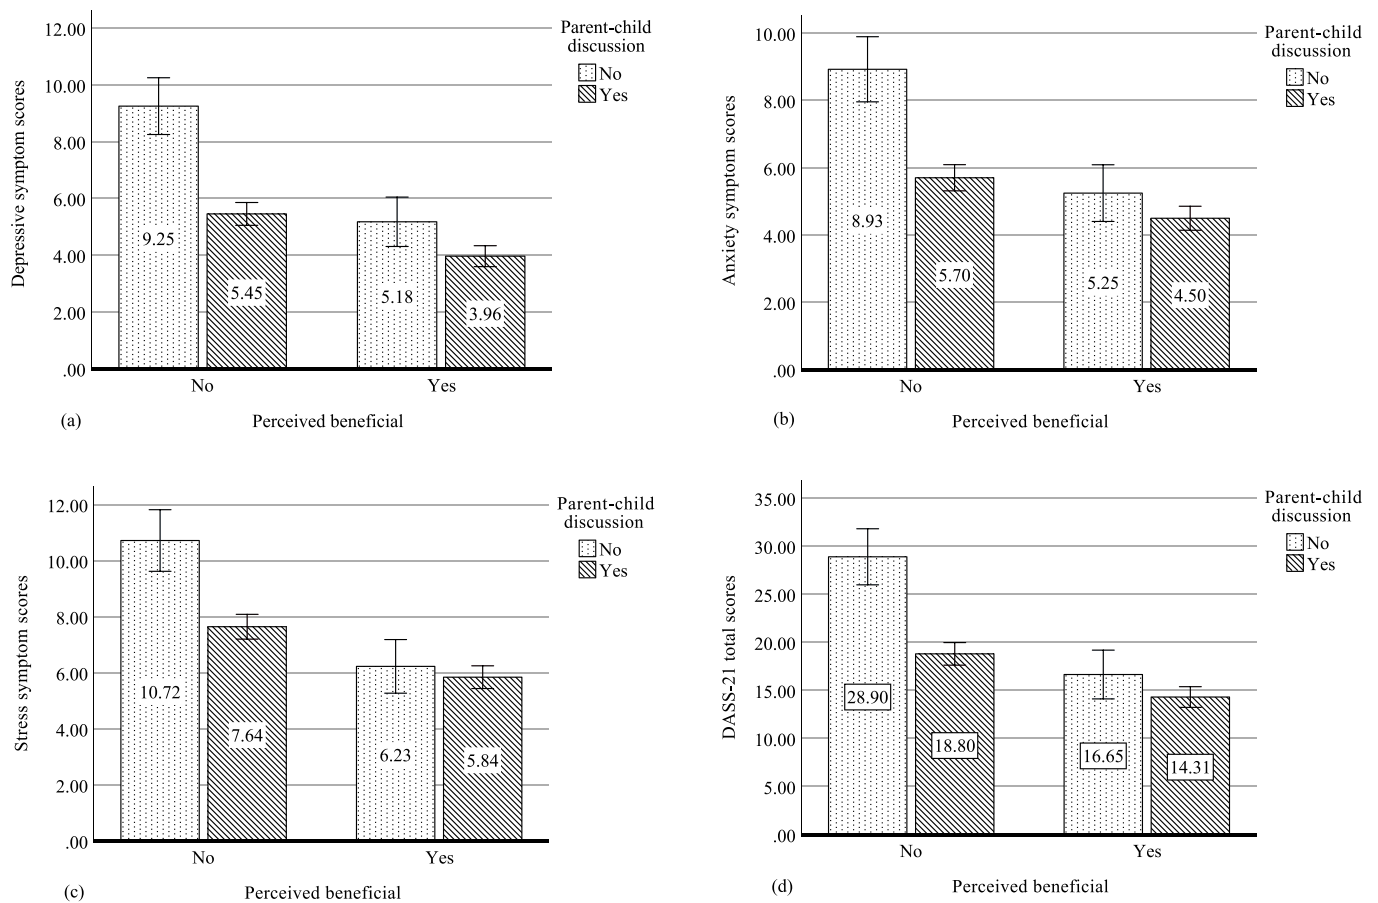 12.00
10.00
8.00
6.00
4.00
2.00
.00
Depressive symptom scores
9.25
5.45
5.18
3.96
No
Yes
Perceived beneficial
(a)
Parent-child
discussion
No
Yes
10.00
8.00
6.00
4.00
2.00
.00
Anxiety symptom scores
8.93
5.70
5.25
4.50
No
Yes
Perceived beneficial
(b)
Parent-child
discussion
No
Yes
12.00
10.00
8.00
6.00
4.00
2.00
.00
Stress symptom scores
10.72
7.64
6.23
5.84
No
Yes
Perceived beneficial
(c)
Parent-child
discussion
No
Yes
35.00
30.00
25.00
20.00
15.00
10.00
5.00
.00
DASS-21 total scores
28.90
18.80
16.65
14.31
No
Yes
Perceived beneficial
(d)
Parent-child
discussion
No
Yes